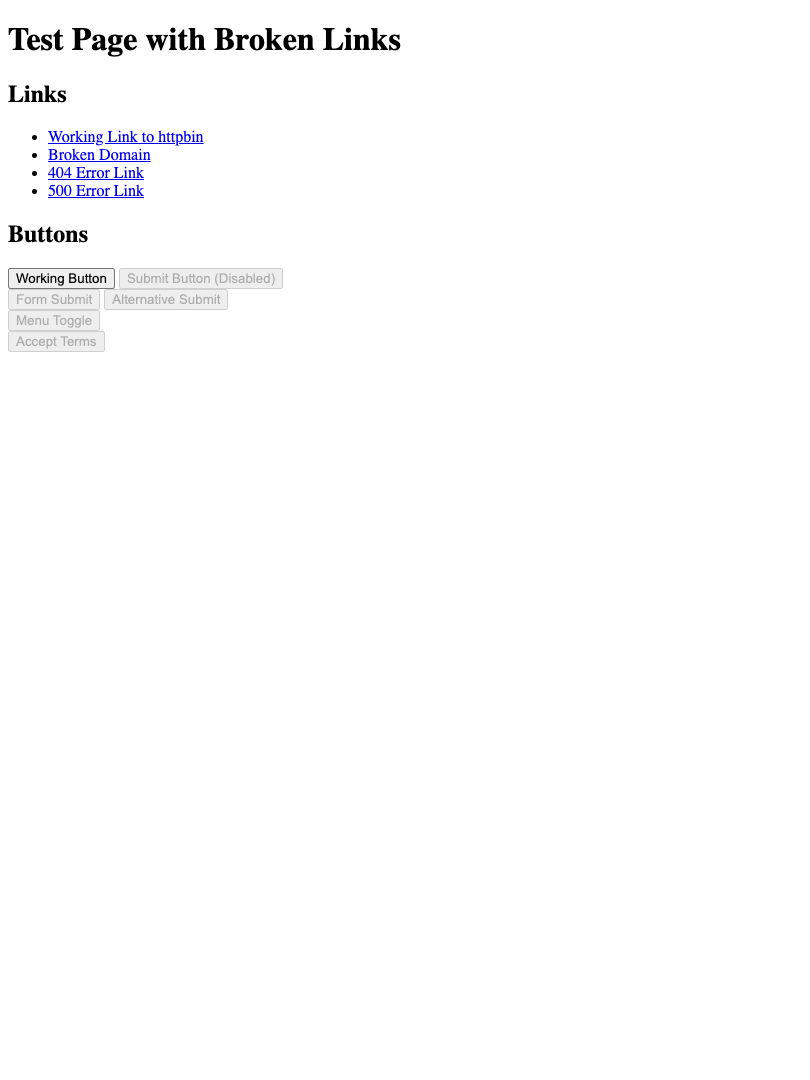 Test Page with Broken Links
Links
Working Link to httpbin
Broken Domain
404 Error Link
500 Error Link
Buttons
Working Button Submit Button (Disabled)
Form Submit Alternative Submit
Menu Toggle
Accept Terms